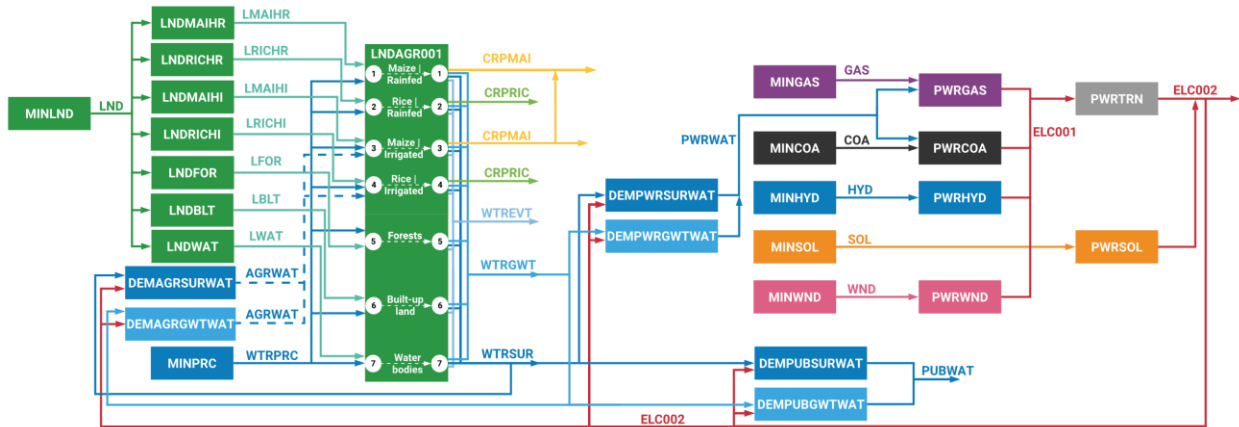 LNDMAIHR
LMAIHR
LNDRICHR
LRICHR
MINLND
LND
LNDMAIHI
LMAIHI
LNDRICHI
LRICHI
LNDFOR
LFOR
LNDBLT
LBLT
LNDWAT
LWAT
DEMAGRSURWAT
AGRWAT
DEMAGRGWTWAT
AGRWAT
MINPRC
WTRPRC
LNDAGR001
1 Maize | Rainfed 1
2 Rice | Rainfed 2
3 Maize | Irrigated 3
4 Rice | Irrigated 4
5 Forests 5
6 Built-up land 6
7 Water bodies 7
CRPMAI
CRPRIC
CRPMAI
CRPRIC
WTREVT
WTRGWT
WTRSUR
DEMPWRSURWAT
DEMPWRGWTWAT
PWRWAT
MINGAS
GAS
PWRGAS
MINCOA
COA
PWRCOA
MINHYD
HYD
PWRHYD
MINSOL
SOL
PWRSOL
MINWND
WND
PWRWND
ELC001
PWRTRN
ELC002
DEMPUBSURWAT
DEMPUBGWTWAT
PUBWAT
ELC002